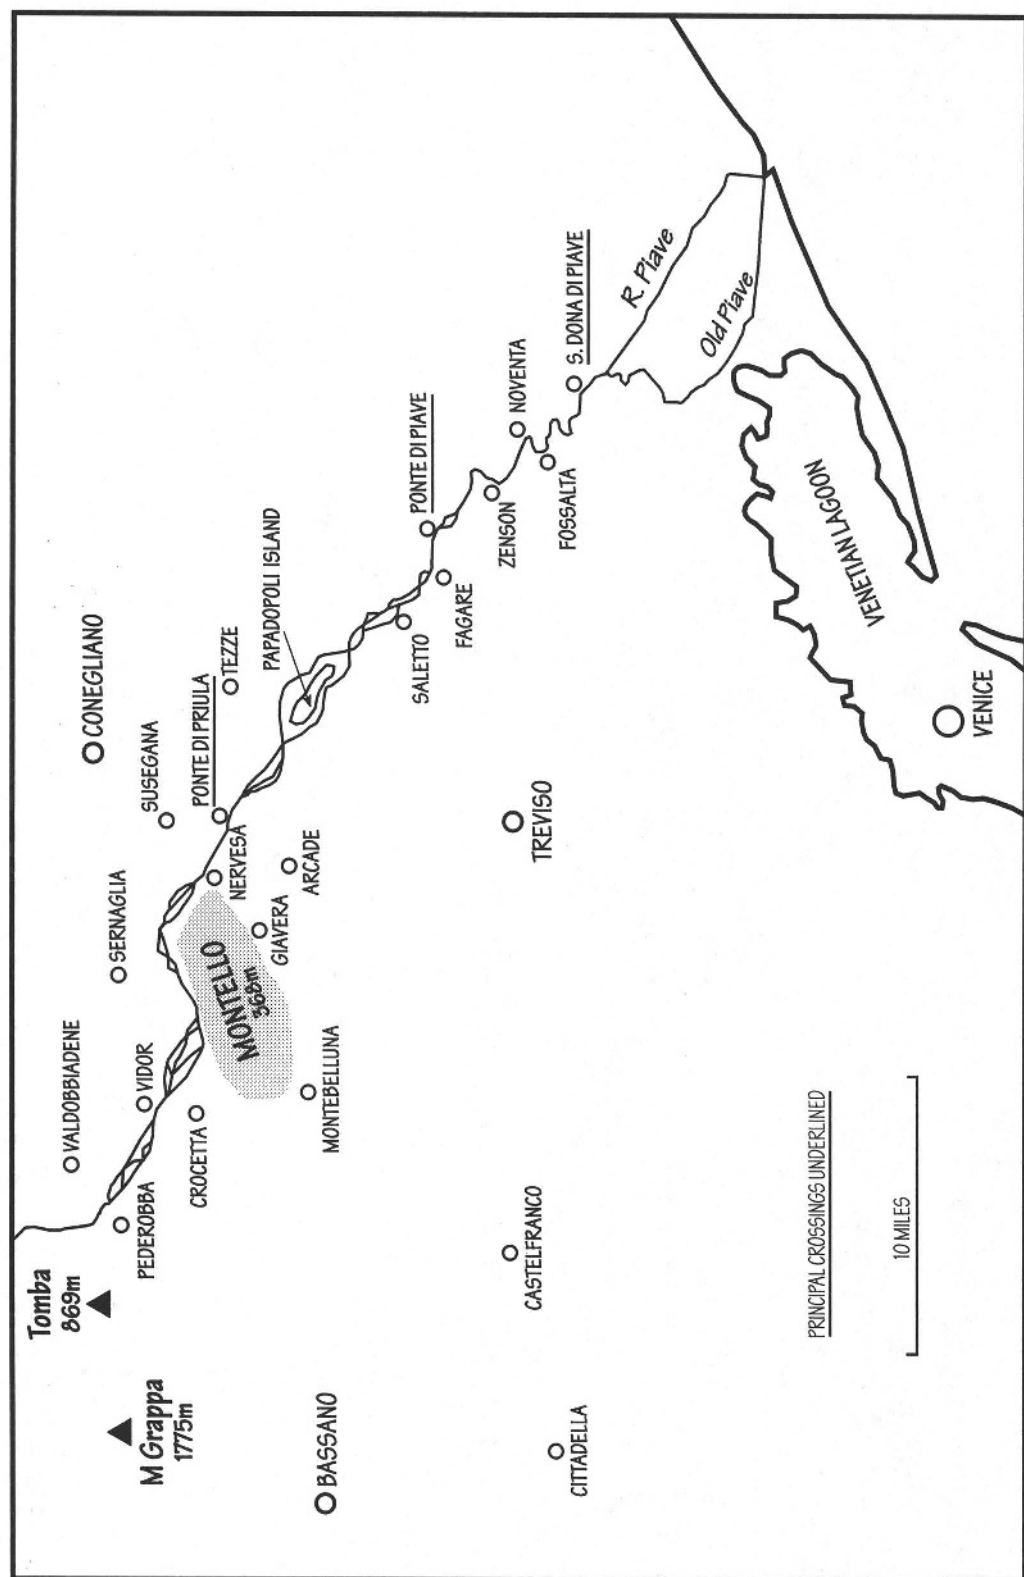 Tomba
869m
VALDOBBIADENE
CONEGLIANO
SERNAGLIA
M Grappa
1775m
PEDEROBBA
VIDOR
SUSEGANA
CROCETTA
PONTE DI PRIULA
MONTELLO
368m
NERVESA
TEZZE
PAPADOPOLI ISLAND
GIAVERA
ARCADE
BASSANO
MONTEBELLUNA
SALETTO
PONTE DI PIAVE
FAGARE
ZENSON
NOVENTA
CASTELFRANCO
TREVISO
FOSSALTA
S. DONA DI PIAVE
CITTADELLA
R. Piave
Old Piave
PRINCIPAL CROSSINGS UNDERLINED
VENETIAN LAGOON
10 MILES
VENICE